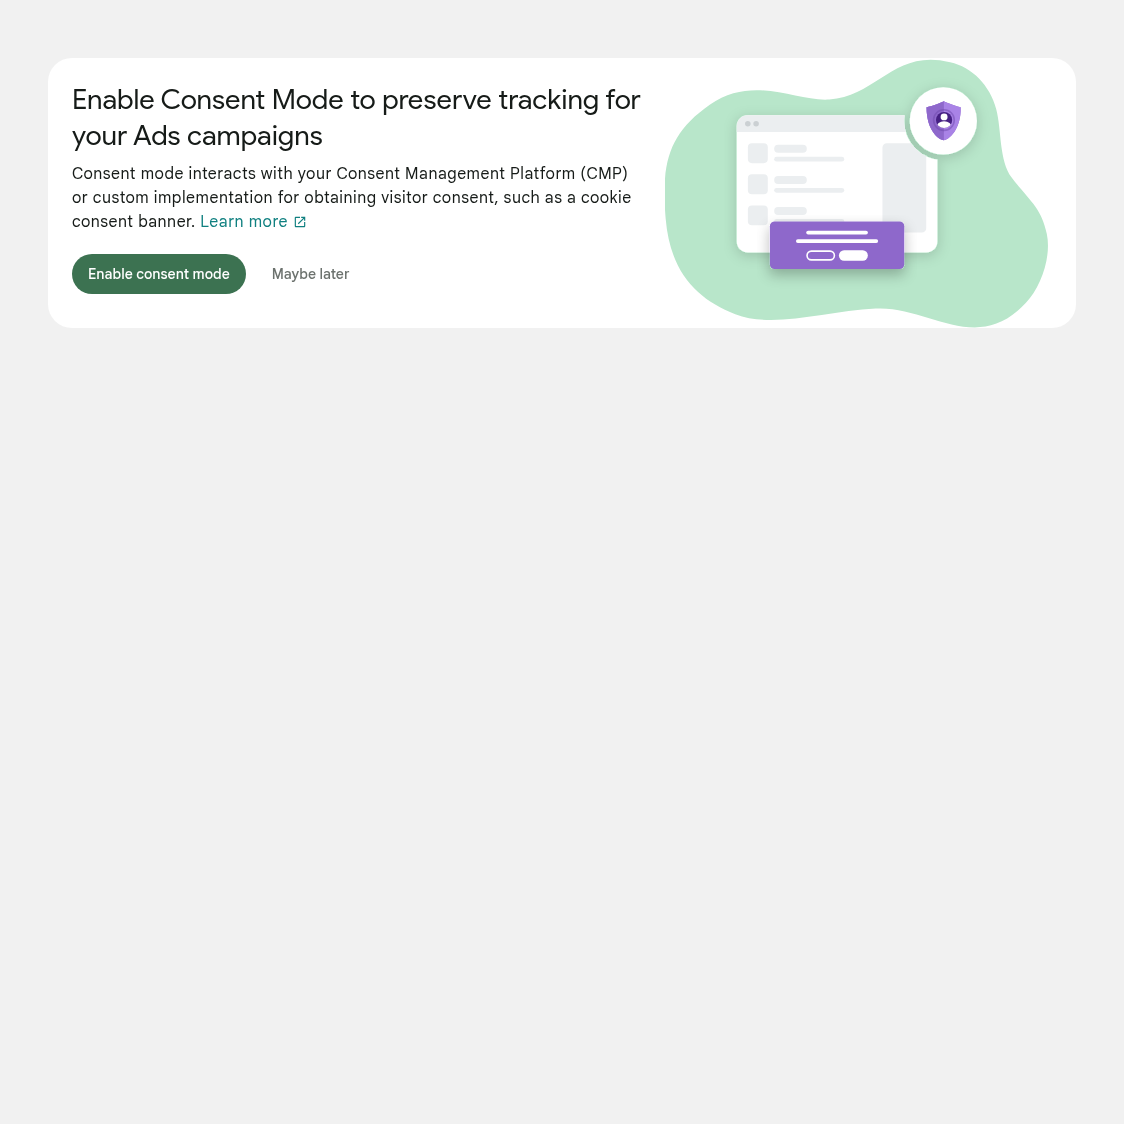 Enable Consent Mode to preserve tracking for
your Ads campaigns
Consent mode interacts with your Consent Management Platform (CMP)
or custom implementation for obtaining visitor consent, such as a cookie
consent banner. Learn more
Enable consent mode
Maybe later